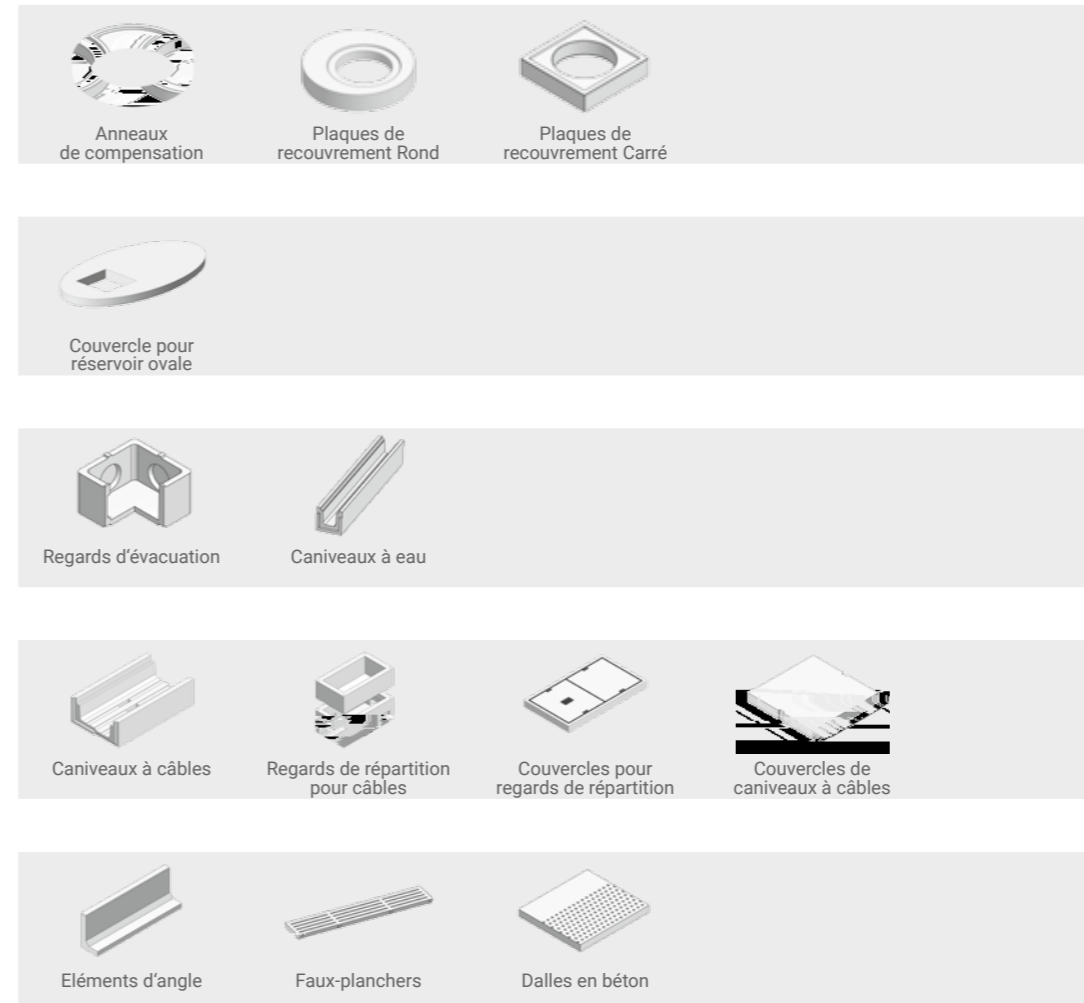 Anneaux
de compensation
Plaques de
recouvrement Rond
Plaques de
recouvrement Carré
Couvercle pour
réservoir ovale
Regards d‘évacuation
Caniveaux à eau
Caniveaux à câbles
Regards de répartition
pour câbles
Couvercles pour
regards de répartition
Couvercles de
caniveaux à câbles
Eléments d‘angle
Faux-planchers
Dalles en béton